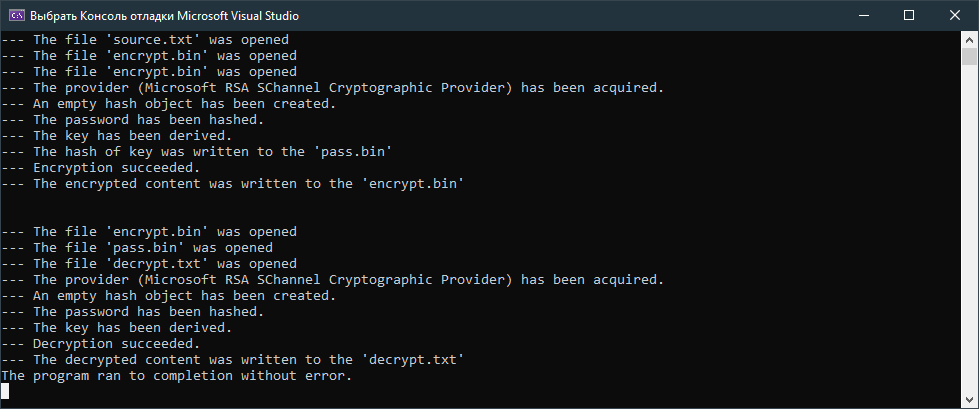 Выбрать Консоль отладки Microsoft Visual Studio
--- The file 'source.txt' was opened
--- The file 'encrypt.bin' was opened
--- The file 'encrypt.bin' was opened
--- The provider (Microsoft RSA SChannel Cryptographic Provider) has been acquired.
--- An empty hash object has been created.
--- The password has been hashed.
--- The key has been derived.
--- The hash of key was written to the 'pass.bin'
--- Encryption succeeded.
--- The encrypted content was written to the 'encrypt.bin'
--- The file 'encrypt.bin' was opened
--- The file 'pass.bin' was opened
--- The file 'decrypt.txt' was opened
--- The provider (Microsoft RSA SChannel Cryptographic Provider) has been acquired.
--- An empty hash object has been created.
--- The password has been hashed.
--- The key has been derived.
--- Decryption succeeded.
--- The decrypted content was written to the 'decrypt.txt'
The program ran to completion without error.